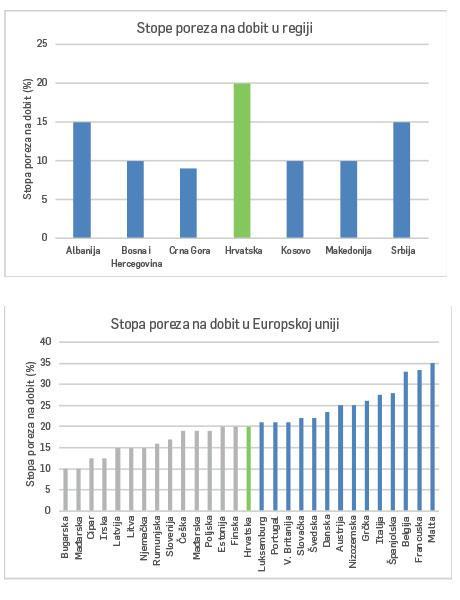 Stope poreza na dobit u regiji
Stopa poreza na dobit (%)
25
20
15
10
5
0
Albanija
Bosna i
Hercegovina
Crna Gora
Hrvatska
Kosovo
Makedonija
Srbija
Stopa poreza na dobit u Europskoj uniji
Stopa poreza na dobit (%)
40
35
30
25
20
15
10
5
0
Bugarska
Mađarska
Cipar
Irska
Latvija
Litva
Njemačka
Rumunjska
Slovenija
Češka
Mađarska
Poljska
Estonija
Finska
Hrvatska
Luksemburg
Portugal
V. Britanija
Slovačka
Švedska
Danska
Austrija
Nizozemska
Grčka
Italija
Španjolska
Belgija
Francuska
Malta